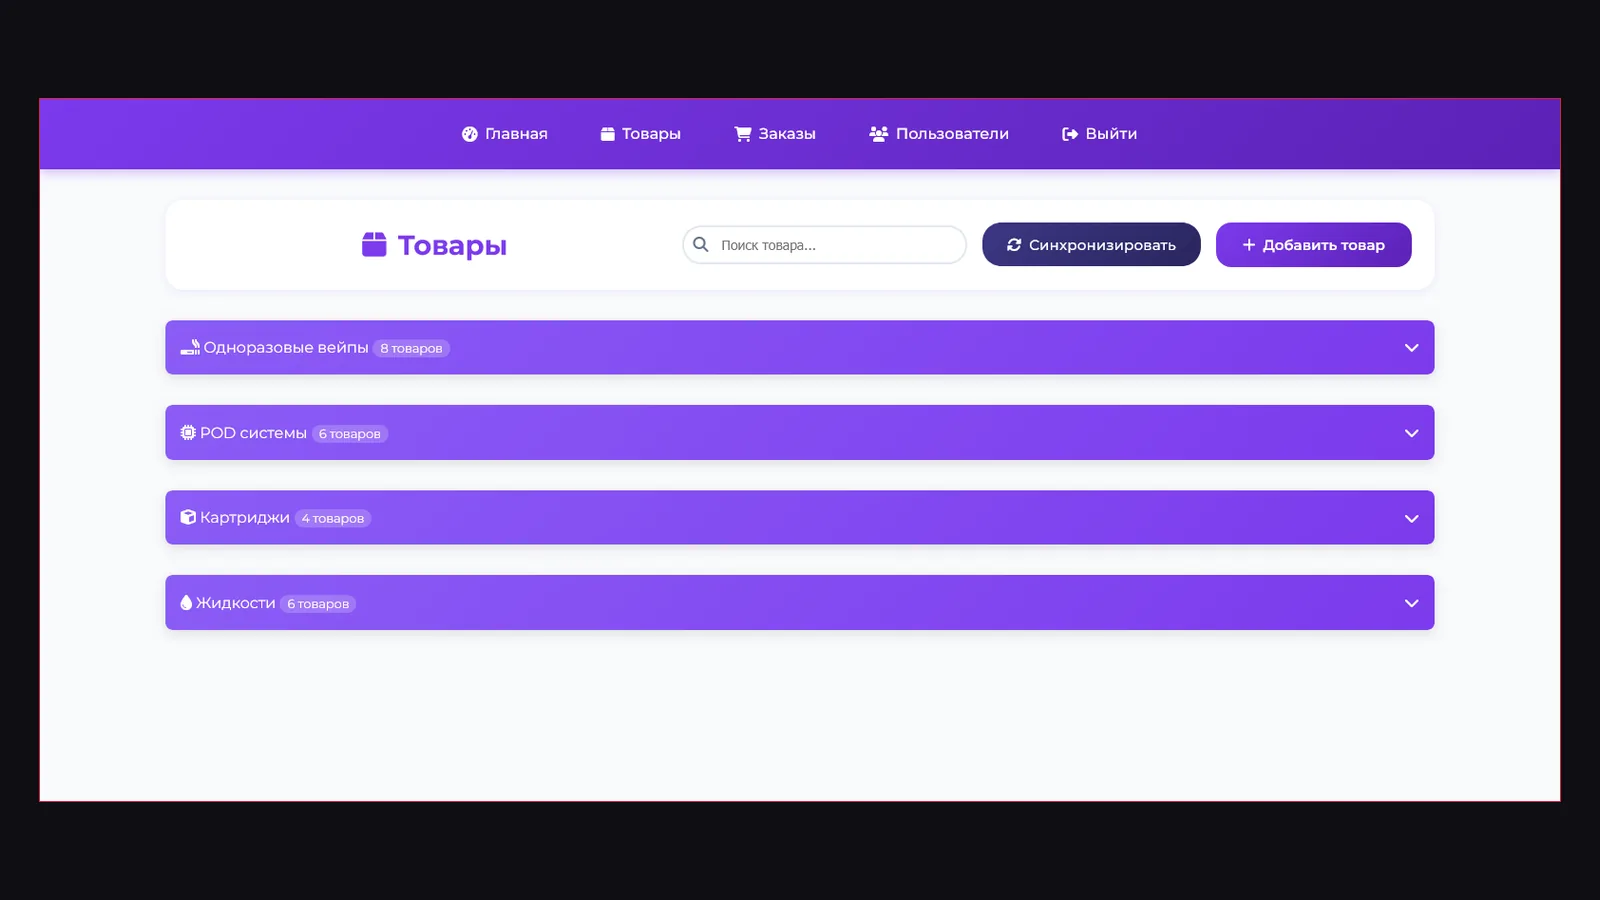 Главная Товары Заказы Пользователи Выйти
Товары
Поиск товара...
Синхронизировать
+ Добавить товар
Одноразовые вейпы 8 товаров
POD системы 6 товаров
Картриджи 4 товаров
Жидкости 6 товаров